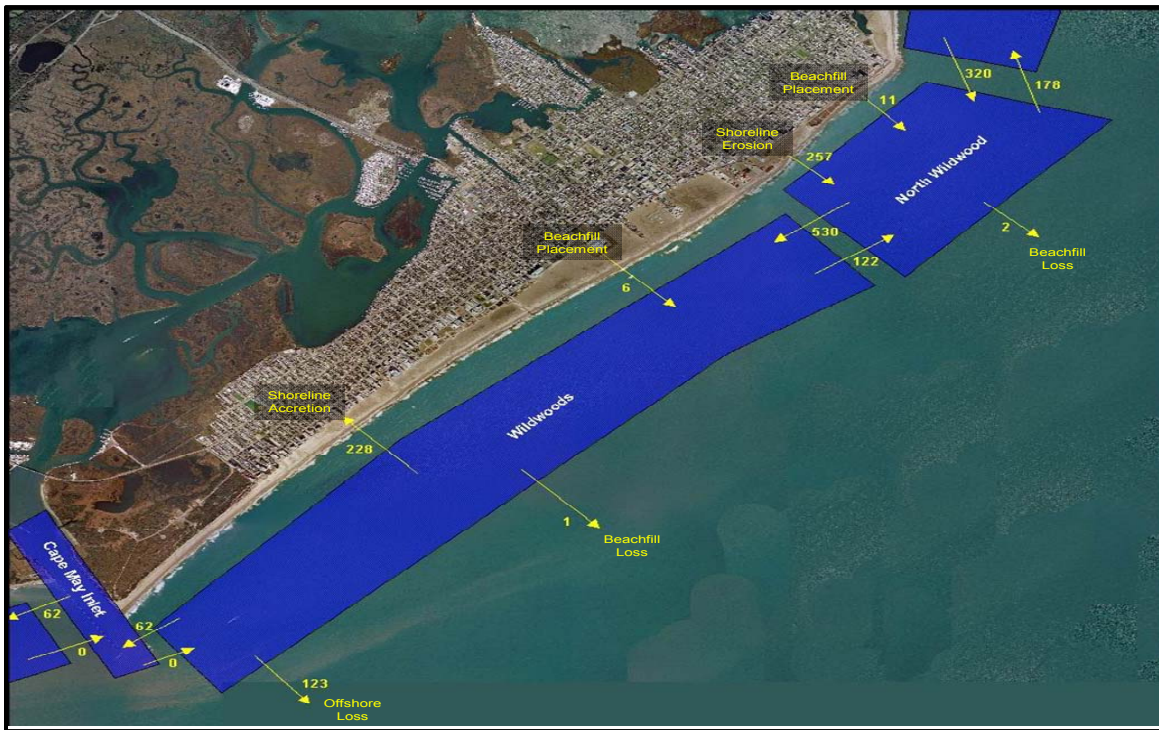 Beachfill
Placement
11
320
178
Shoreline
Erosion
257
North Wildwood
530
122
2
Beachfill
Loss
Beachfill
Placement
6
Shoreline
Accretion
228
Wildwoods
1
Beachfill
Loss
Cape May Inlet
62
0
62
0
123
Offshore
Loss